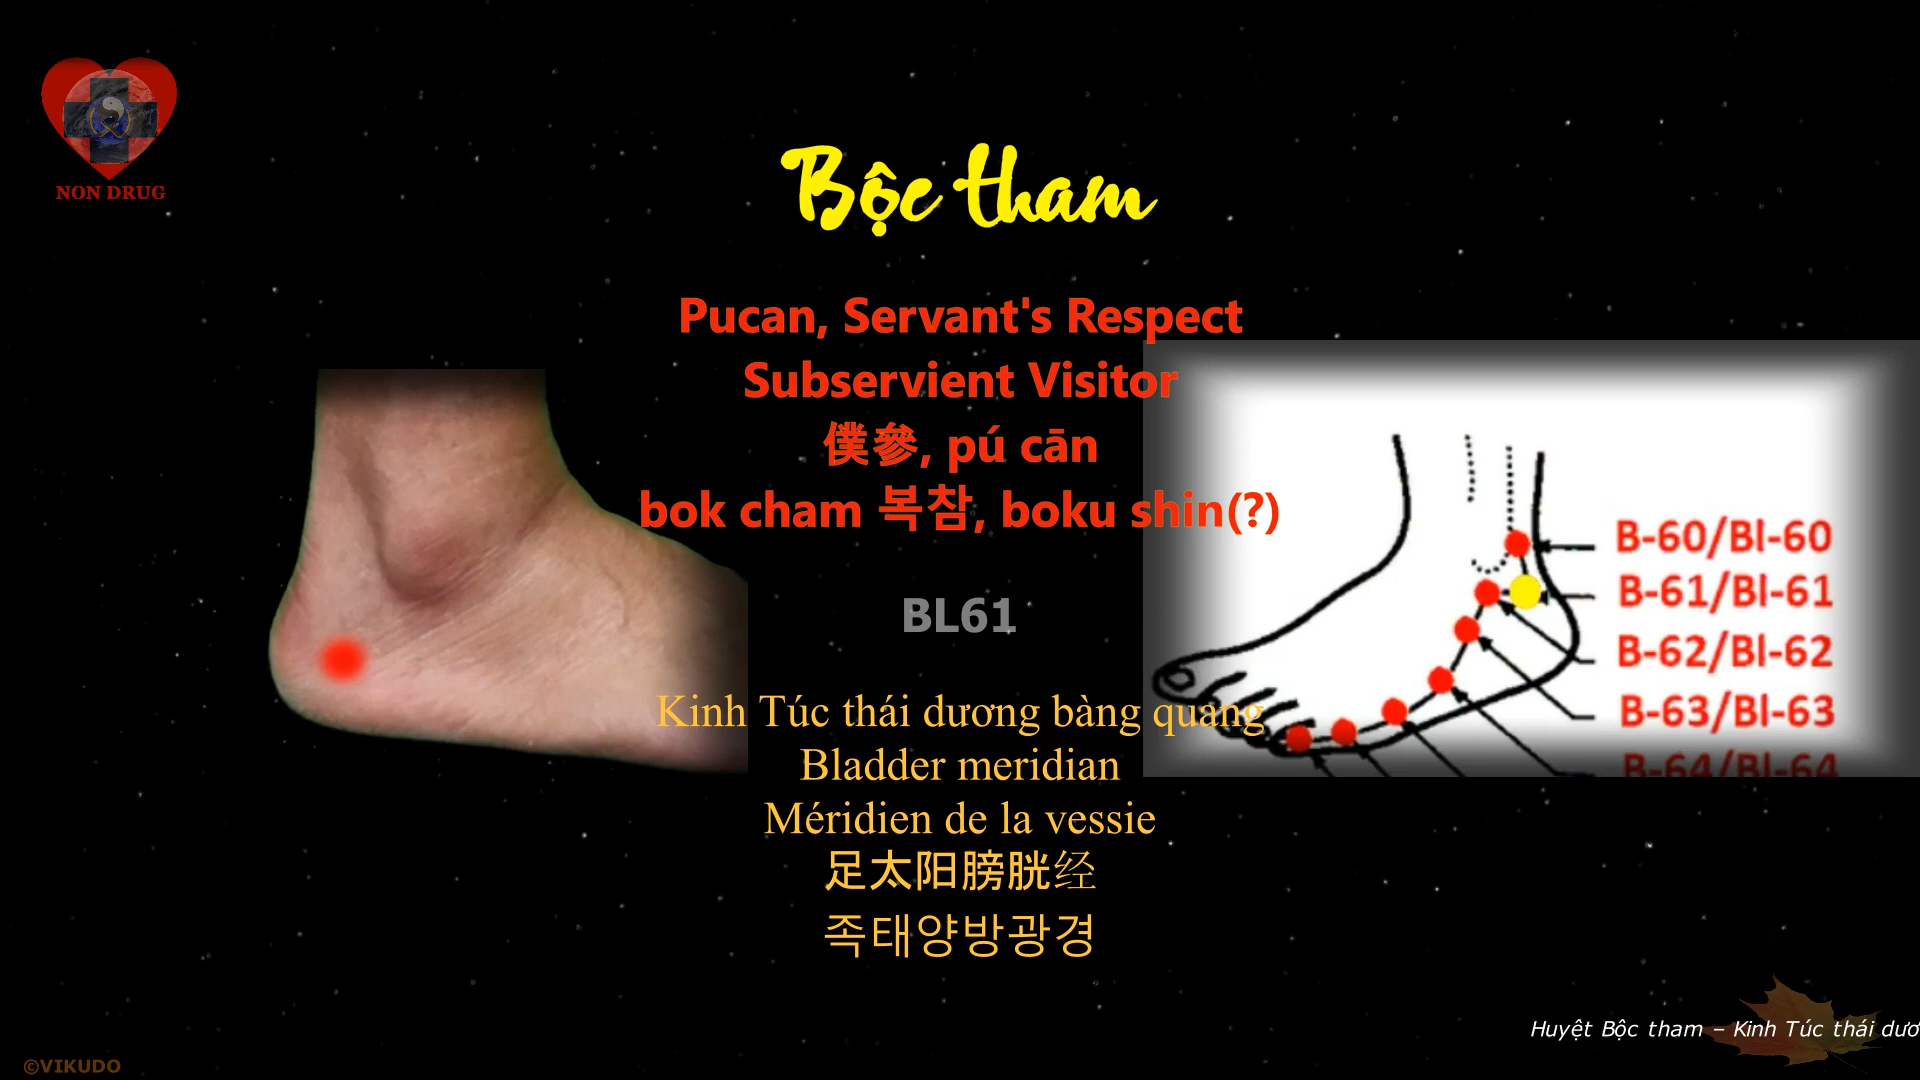 NON DRUG
Bộc tham
Pucan, Servant's Respect
Subservient Visitor
僕參, pú cān
bok cham 복참, boku shin(?)
BL61
Kinh Túc thái dương bàng quang
Bladder meridian
Méridien de la vessie
足太阳膀胱经
족태양방광경
B-60/Bl-60
B-61/Bl-61
B-62/Bl-62
B-63/Bl-63
B-64/Bl-64
Huyệt Bộc tham – Kinh Túc thái dươ
©VIKUDO